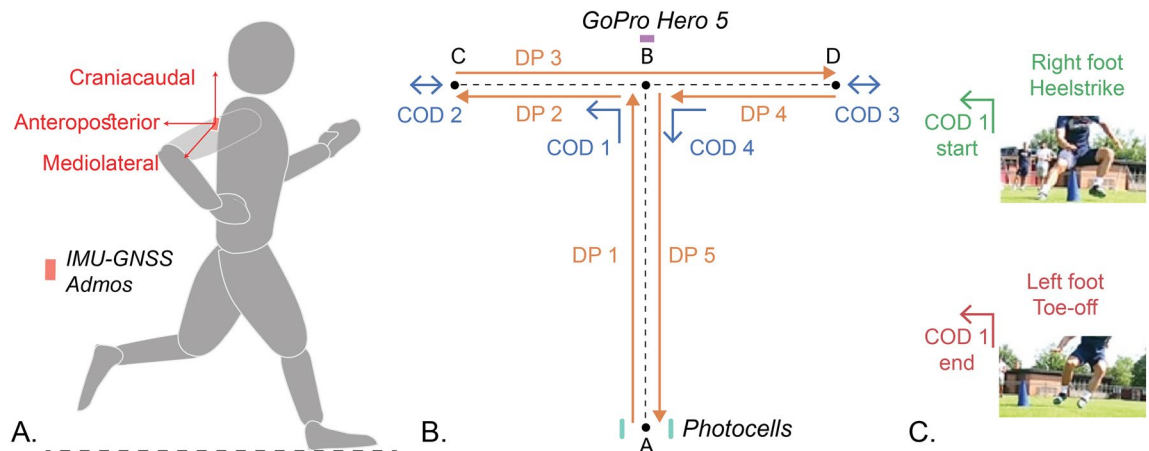 Craniacaudal
Anteroposterior
Mediolateral
IMU-GNSS
Admos
A.
GoPro Hero 5
C
DP 3
B
D
COD 2
DP 2
COD 1
DP 4
COD 3
COD 4
DP 1
DP 5
A
Photocells
B.
Right foot
Heelstrike
COD 1
start
Left foot
Toe-off
COD 1
end
C.